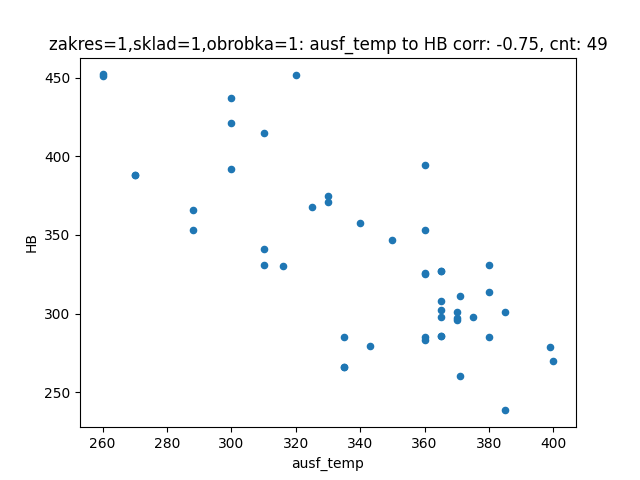 zakres=1,sklad=1,obrobka=1: ausf_temp to HB corr: -0.75, cnt: 49
450
400
350
300
250
HB
260 280 300 320 340 360 380 400
ausf_temp